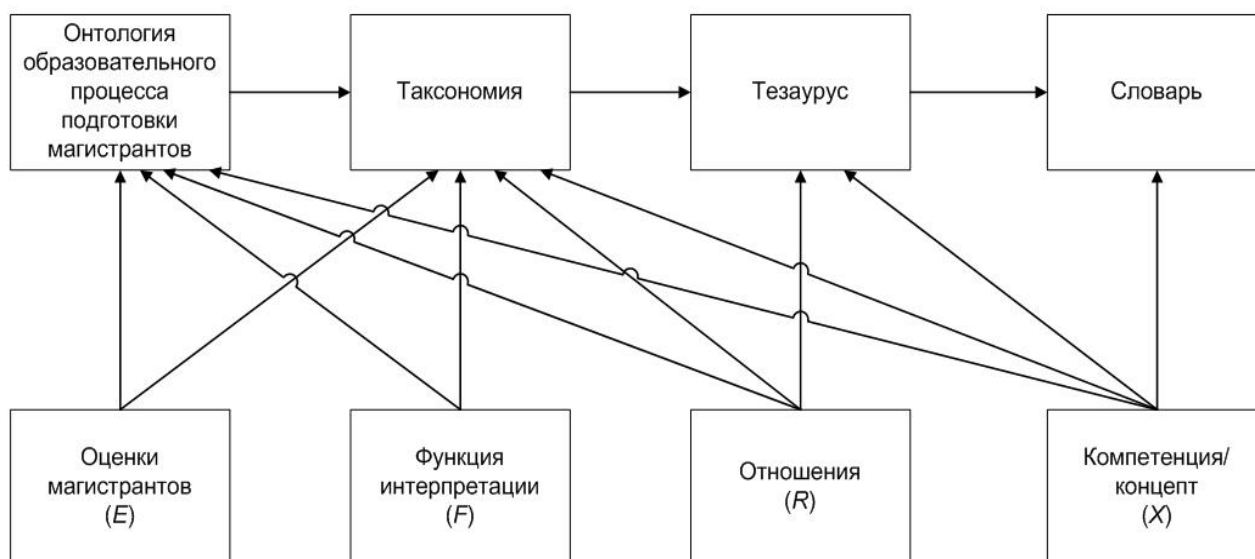 Онтология
образовательного
процесса
подготовки
магистрантов
Таксономия
Тезаурус
Словарь
Оценки
магистрантов
(E)
Функция
интерпретации
(F)
Отношения
(R)
Компетенция/
концепт
(X)